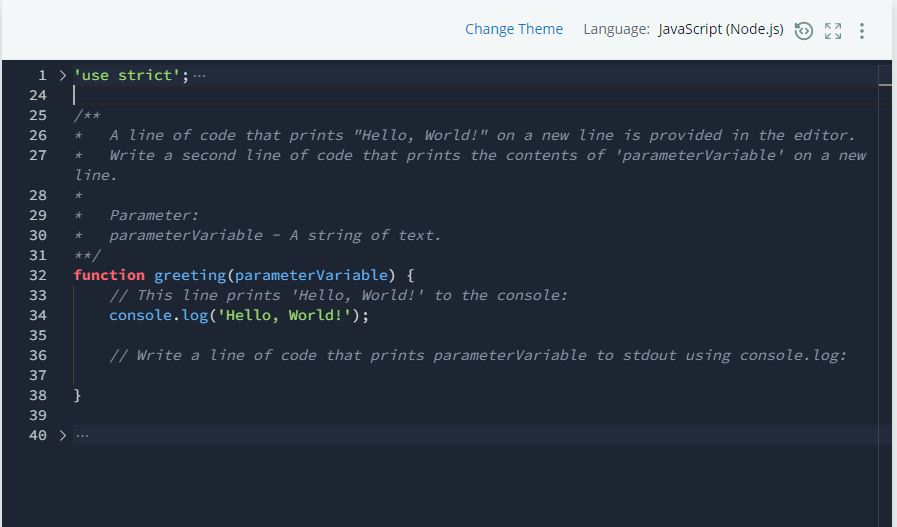 Change Theme Language: JavaScript (Node.js)
1 > 'use strict'; ...
24
25 /**
26 *   A line of code that prints "Hello, World!" on a new line is provided in the editor.
27 *   Write a second line of code that prints the contents of 'parameterVariable' on a new
line.
28 *
29 *   Parameter:
30 *   parameterVariable - A string of text.
31 **/
32 function greeting(parameterVariable) {
33     // This line prints 'Hello, World!' to the console:
34     console.log('Hello, World!');
35
36     // Write a line of code that prints parameterVariable to stdout using console.log:
37
38 }
39
40 > ...